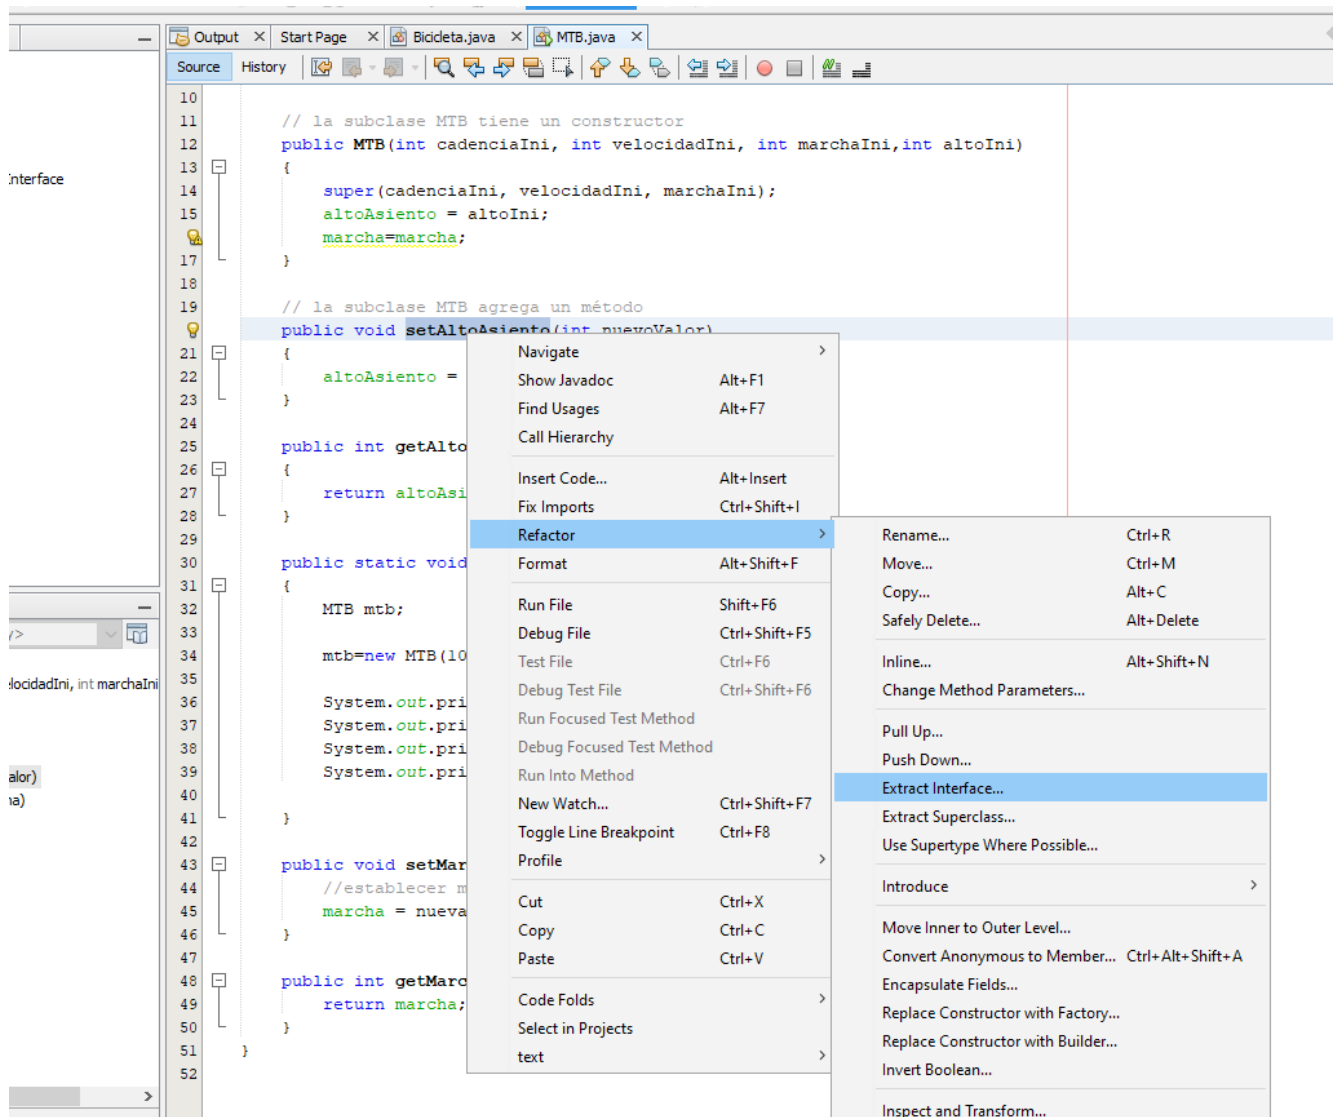 Output × Start Page × Bicicleta.java × MTB.java ×
Source History
nterface
10
11 // la subclase MTB tiene un constructor
12 public MTB(int cadenciaIni, int velocidadIni, int marchaIni,int altoIni)
13 {
14 super(cadenciaIni, velocidadIni, marchaIni);
15 altoAsiento = altoIni;
marcha=marcha;
17 }
18
19 // la subclase MTB agrega un método
public void setAltoAsiento(int nuevoValor)
21 {
22 altoAsiento =
23 }
24
25 public int getAlto
26 {
27 return altoAsi
28 }
29
30 public static void
31 {
32 MTB mtb;
33
34 mtb=new MTB(10
35
36 System.out.pri
37 System.out.pri
38 System.out.pri
39 System.out.pri
40
41 }
42
43 public void setMar
44 //establecer m
45 marcha = nueva
46 }
47
48 public int getMarc
49 return marcha;
50 }
51 }
52
y>
locidadIni, int marchaIni
alor)
na)
Navigate >
Show Javadoc Alt+F1
Find Usages Alt+F7
Call Hierarchy
Insert Code... Alt+Insert
Fix Imports Ctrl+Shift+I
Refactor >
Format Alt+Shift+F
Run File Shift+F6
Debug File Ctrl+Shift+F5
Test File Ctrl+F6
Debug Test File Ctrl+Shift+F6
Run Focused Test Method
Debug Focused Test Method
Run Into Method
New Watch... Ctrl+Shift+F7
Toggle Line Breakpoint Ctrl+F8
Profile >
Cut Ctrl+X
Copy Ctrl+C
Paste Ctrl+V
Code Folds >
Select in Projects
text >
Rename... Ctrl+R
Move... Ctrl+M
Copy... Alt+C
Safely Delete... Alt+Delete
Inline... Alt+Shift+N
Change Method Parameters...
Pull Up...
Push Down...
Extract Interface...
Extract Superclass...
Use Supertype Where Possible...
Introduce >
Move Inner to Outer Level...
Convert Anonymous to Member... Ctrl+Alt+Shift+A
Encapsulate Fields...
Replace Constructor with Factory...
Replace Constructor with Builder...
Invert Boolean...
Inspect and Transform...